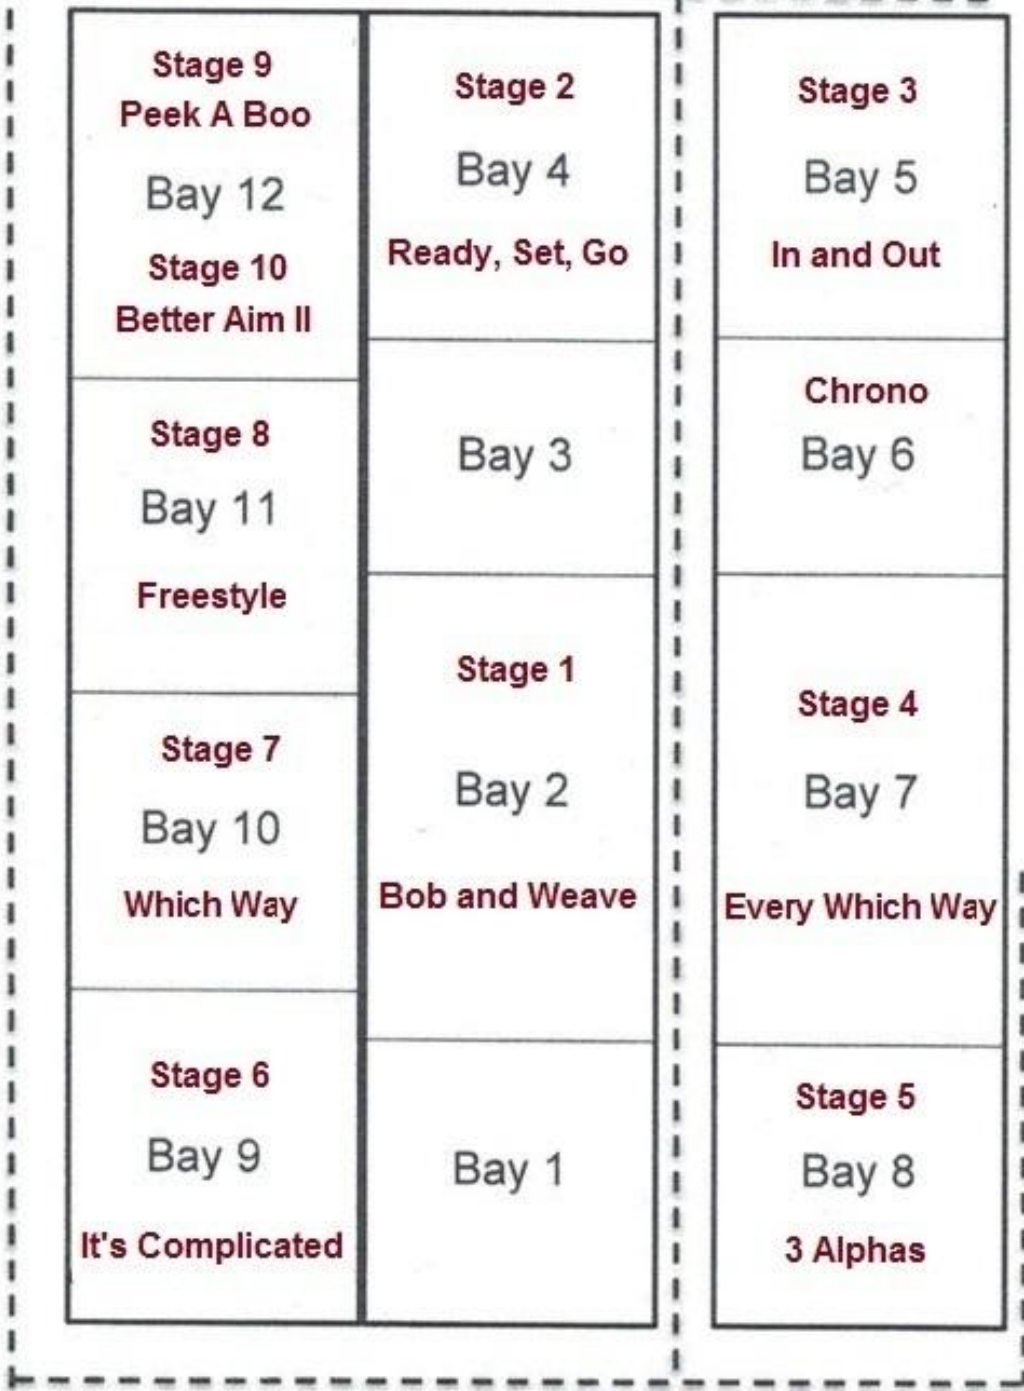 Stage 9
Peek A Boo
Bay 12
Stage 10
Better Aim II
Stage 8
Bay 11
Freestyle
Stage 7
Bay 10
Which Way
Stage 6
Bay 9
It's Complicated
Stage 2
Bay 4
Ready, Set, Go
Bay 3
Stage 1
Bay 2
Bob and Weave
Bay 1
Stage 3
Bay 5
In and Out
Chrono
Bay 6
Stage 4
Bay 7
Every Which Way
Stage 5
Bay 8
3 Alphas